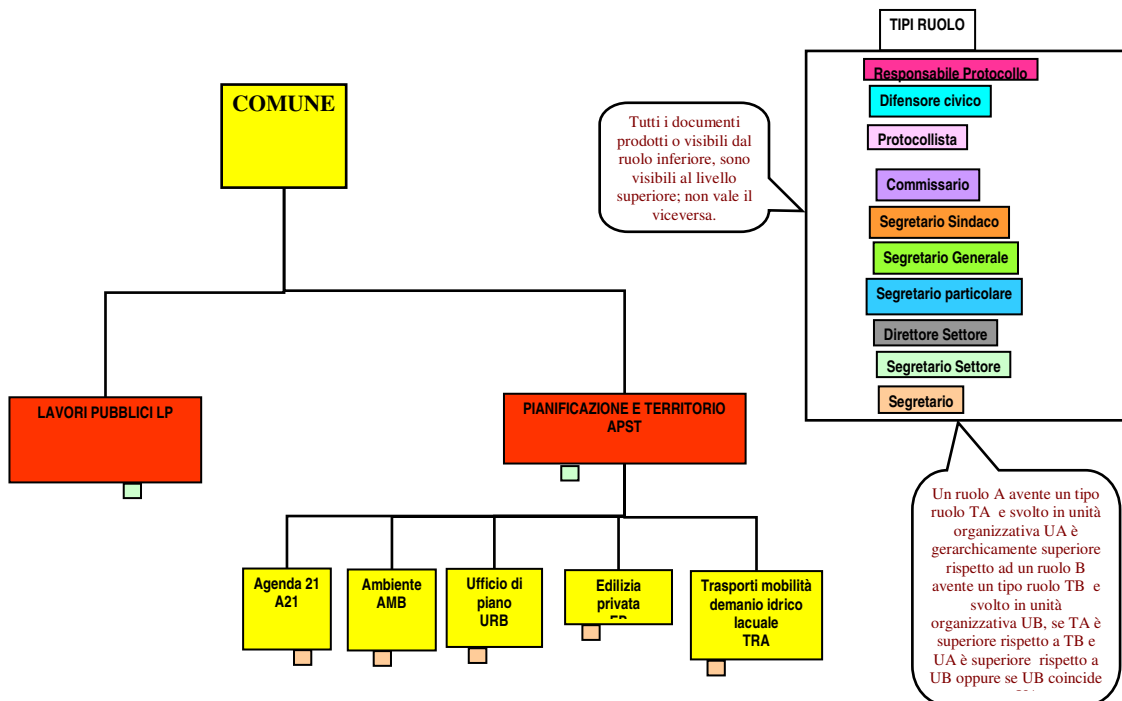 TIPI RUOLO
Responsabile Protocollo
Difensore civico
Protocollista
Commissario
Segretario Sindaco
Segretario Generale
Segretario particolare
Direttore Settore
Segretario Settore
Segretario
COMUNE
Tutti i documenti
prodotti o visibili dal
ruolo inferiore, sono
visibili al livello
superiore; non vale il
viceversa.
LAVORI PUBBLICI LP
PIANIFICAZIONE E TERRITORIO
APST
Agenda 21
A21
Ambiente
AMB
Ufficio di
piano
URB
Edilizia
privata
Trasporti mobilità
demanio idrico
lacuale
TRA
Un ruolo A avente un tipo
ruolo TA e svolto in unità
organizzativa UA è
gerarchicamente superiore
rispetto ad un ruolo B
avente un tipo ruolo TB e
svolto in unità
organizzativa UB, se TA è
superiore rispetto a TB e
UA è superiore rispetto a
UB oppure se UB coincide